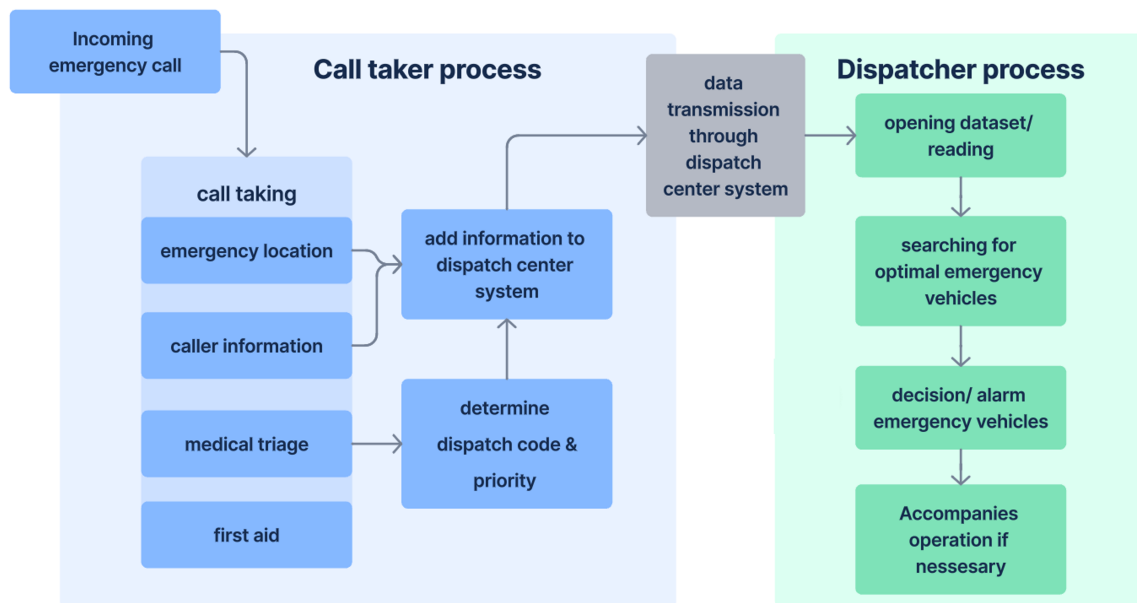 Incoming
emergency call
Call taker process
call taking
emergency location
caller information
medical triage
first aid
add information to
dispatch center
system
determine
dispatch code &
priority
data
transmission
through
dispatch
center system
Dispatcher process
opening dataset/
reading
searching for
optimal emergency
vehicles
decision/ alarm
emergency vehicles
Accompanies
operation if
nessesary